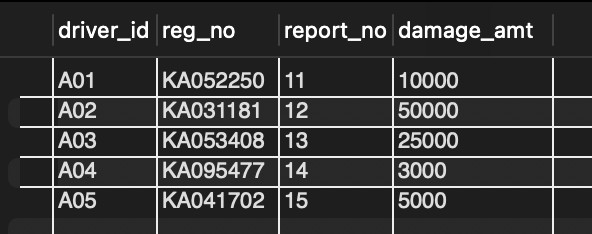 driver_id reg_no report_no damage_amt
A01 KA052250 11 10000
A02 KA031181 12 50000
A03 KA053408 13 25000
A04 KA095477 14 3000
A05 KA041702 15 5000